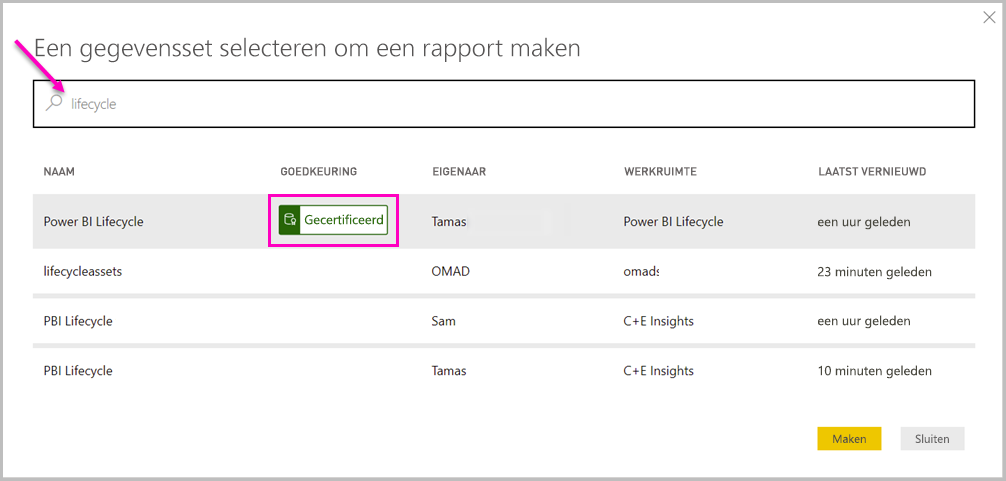 Een gegevensset selecteren om een rapport maken
lifecycle
NAAM GOEDKEURING EIGENAAR WERKRUIMTE LAATST VERNIEUWD
Power BI Lifecycle Gecertificeerd Tamas Power BI Lifecycle een uur geleden
lifecycleassets OMAD omads 23 minuten geleden
PBI Lifecycle Sam C+E Insights een uur geleden
PBI Lifecycle Tamas C+E Insights 10 minuten geleden
Maken Sluiten